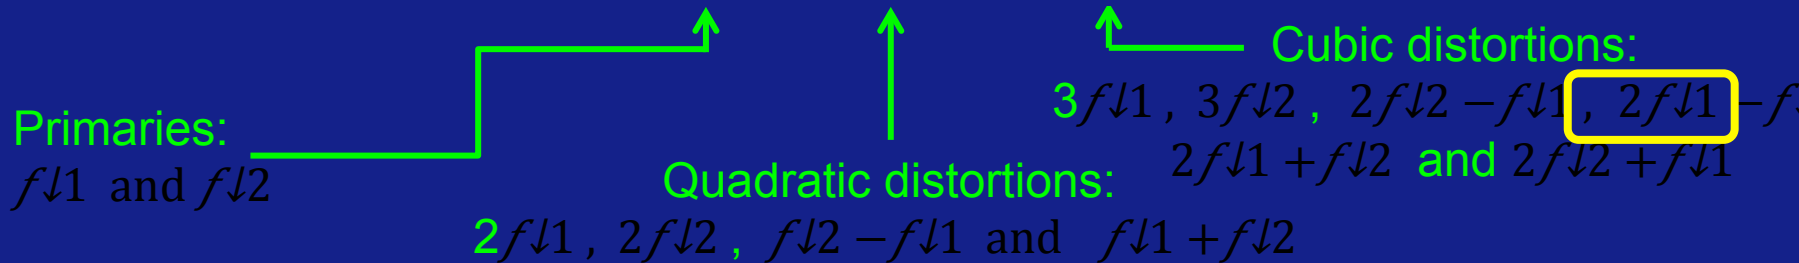 Cubic distortions:
3f↓1 , 3f↓2 , 2f↓2 −f↓1 , 2f↓1 −f↓
Primaries:
2f↓1 +f↓2 and 2f↓2 +f↓1
f↓1 and f↓2
Quadratic distortions:
2f↓1 , 2f↓2 , f↓2 −f↓1 and f↓1 +f↓2